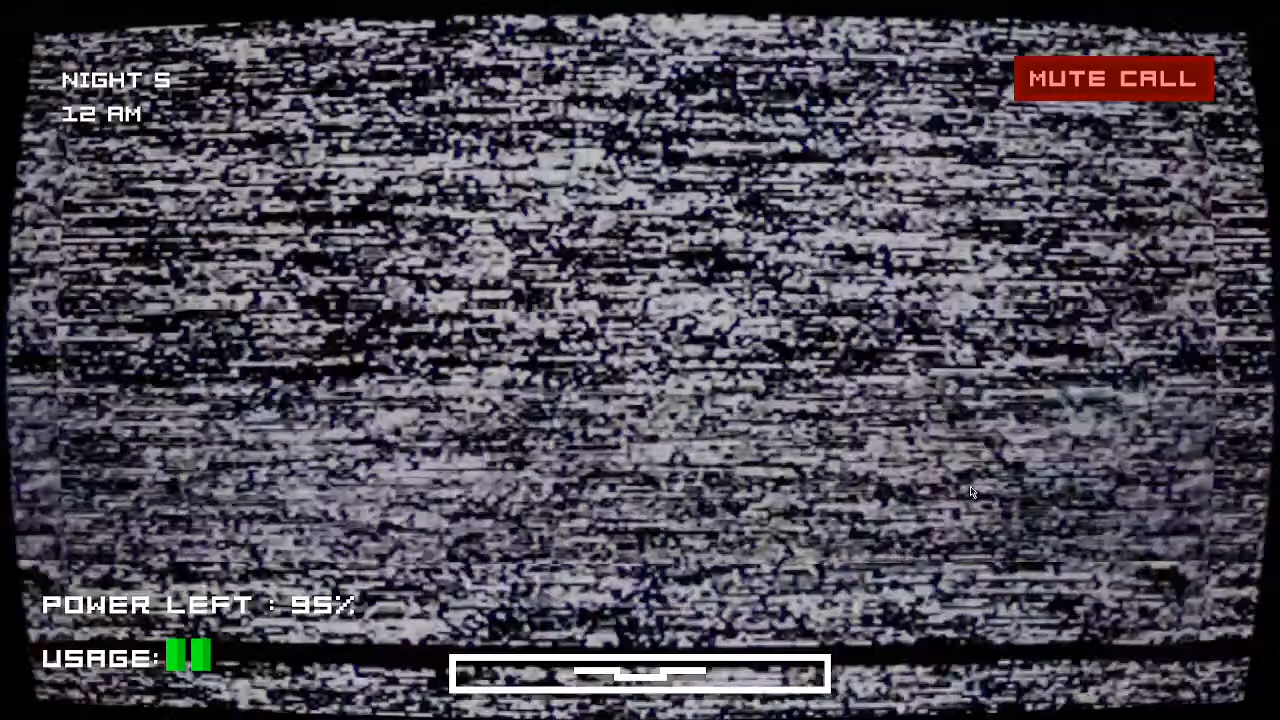 NIGHT 5
MUTE CALL
12 AM
POWER LEFT : 95%
USAGE: